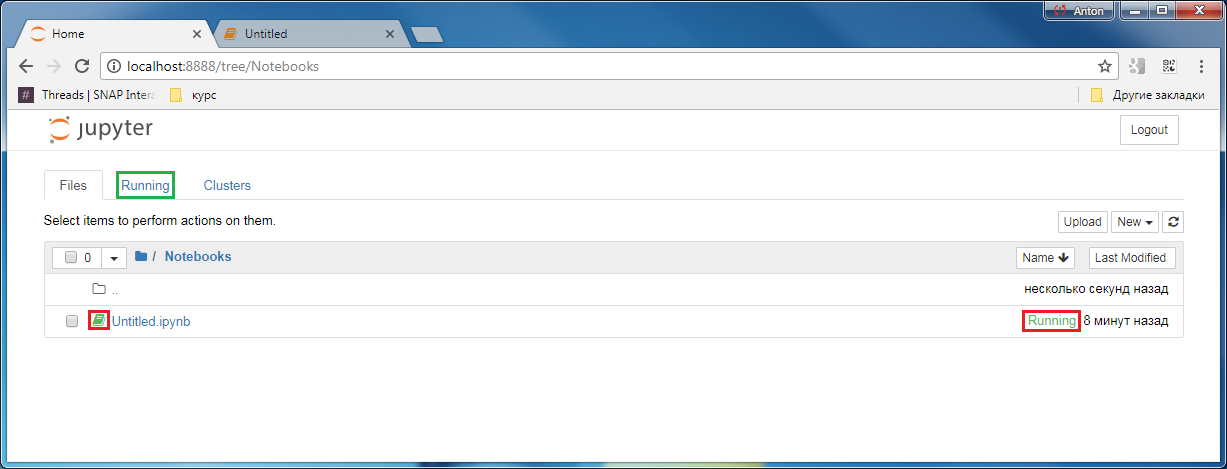 Anton
Home Untitled
localhost:8888/tree/Notebooks
# Threads | SNAP Intera курс Другие закладки
jupyter Logout
Files Running Clusters
Select items to perform actions on them. Upload New
0 / Notebooks Name Last Modified
.. несколько секунд назад
Untitled.ipynb Running 8 минут назад